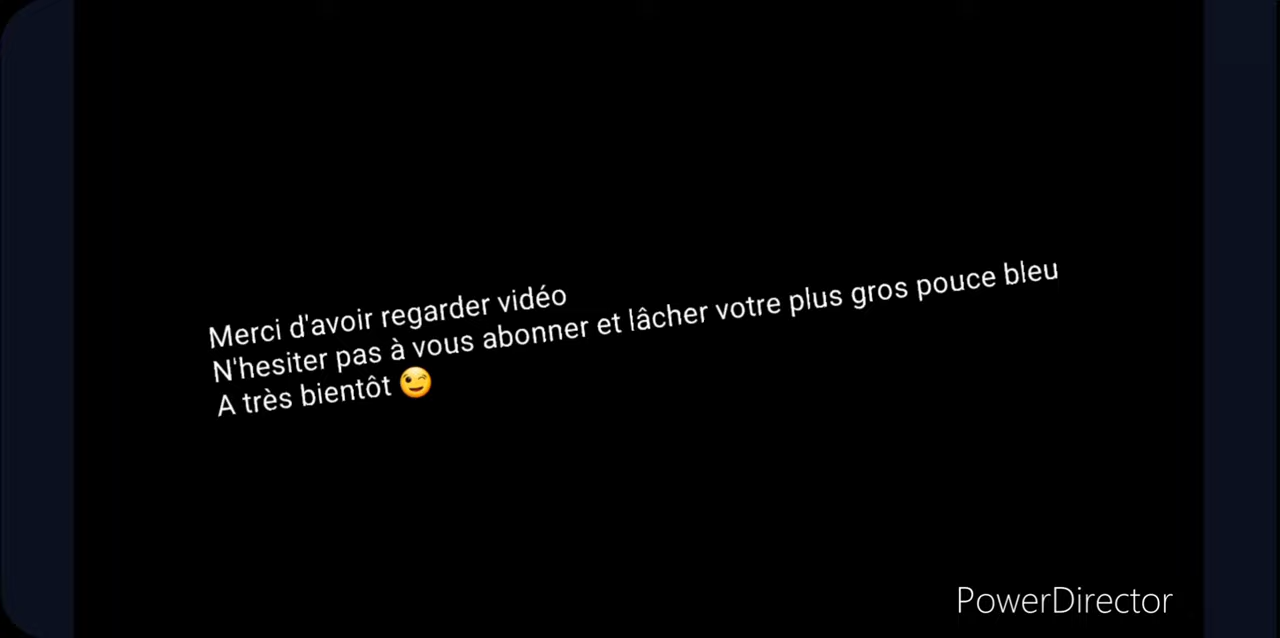 Merci d'avoir regarder vidéo
N'hesiter pas à vous abonner et lâcher votre plus gros pouce bleu
A très bientôt 😉
PowerDirector